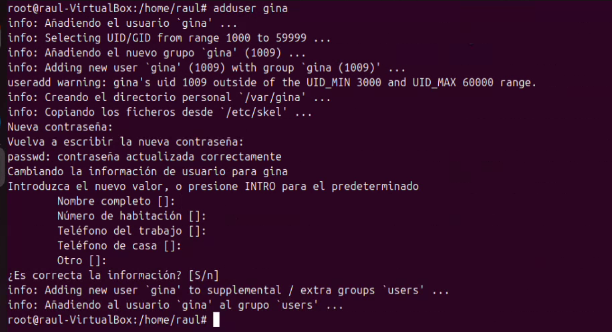 root@raul-VirtualBox:/home/raul# adduser gina
info: Añadiendo el usuario `gina' ...
info: Selecting UID/GID from range 1000 to 59999 ...
info: Añadiendo el nuevo grupo `gina' (1009) ...
info: Adding new user `gina' (1009) with group `gina (1009)' ...
useradd warning: gina's uid 1009 outside of the UID_MIN 3000 and UID_MAX 60000 range.
info: Creando el directorio personal `/var/gina' ...
info: Copiando los ficheros desde `/etc/skel' ...
Nueva contraseña:
Vuelva a escribir la nueva contraseña:
passwd: contraseña actualizada correctamente
Cambiando la información de usuario para gina
Introduzca el nuevo valor, o presione INTRO para el predeterminado
Nombre completo []:
Número de habitación []:
Teléfono del trabajo []:
Teléfono de casa []:
Otro []:
¿Es correcta la información? [S/n]
info: Adding new user `gina' to supplemental / extra groups `users' ...
info: Añadiendo al usuario `gina' al grupo `users' ...
root@raul-VirtualBox:/home/raul#